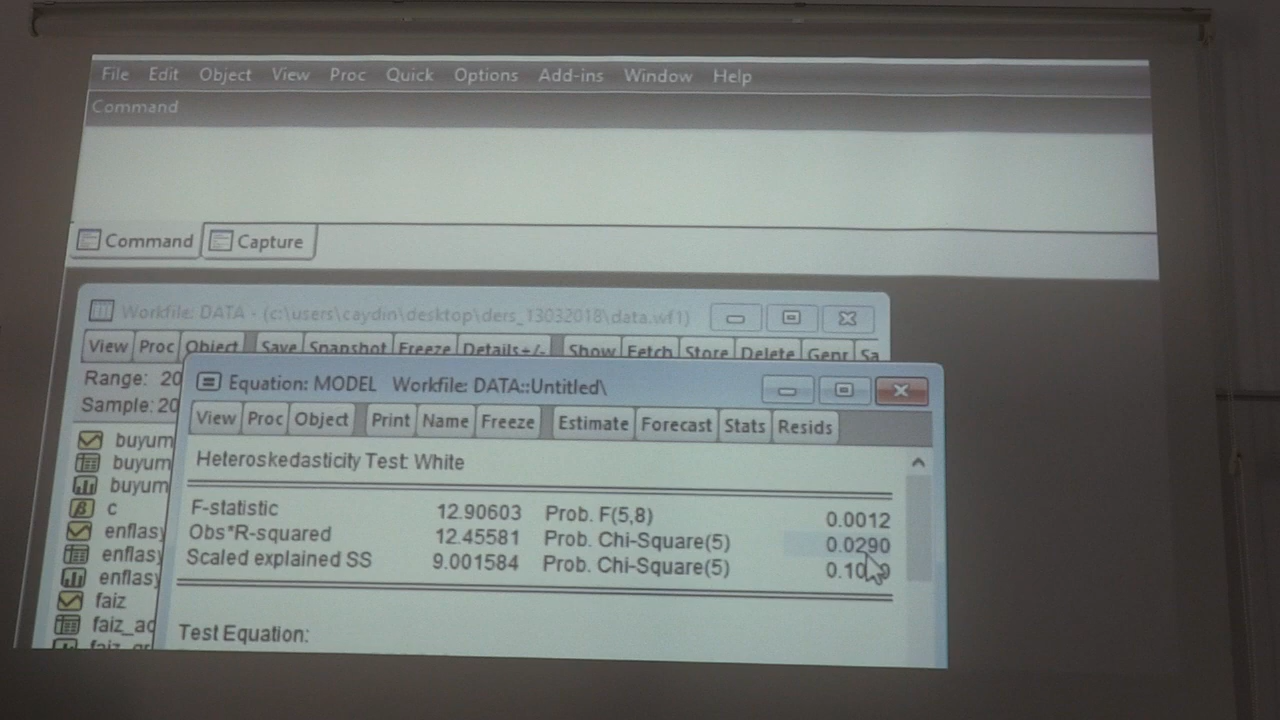 File Edit Object View Proc Quick Options Add-ins Window Help
Command
Command Capture
Workfile: DATA - (c:\users\caydin\desktop\ders_13032018\data.wf1)
View Proc Object Save Snapshot Freeze Details+/- Show Fetch Store Delete Genr Sa
Range: 20
Sample: 20
buyum
buyum
buyum
c
enflasy
enflasy
enflasy
faiz
faiz_ad
Equation: MODEL Workfile: DATA::Untitled\
View Proc Object Print Name Freeze Estimate Forecast Stats Resids
Heteroskedasticity Test: White
F-statistic 12.90603 Prob. F(5,8) 0.0012
Obs*R-squared 12.45581 Prob. Chi-Square(5) 0.0290
Scaled explained SS 9.001584 Prob. Chi-Square(5)
Test Equation: